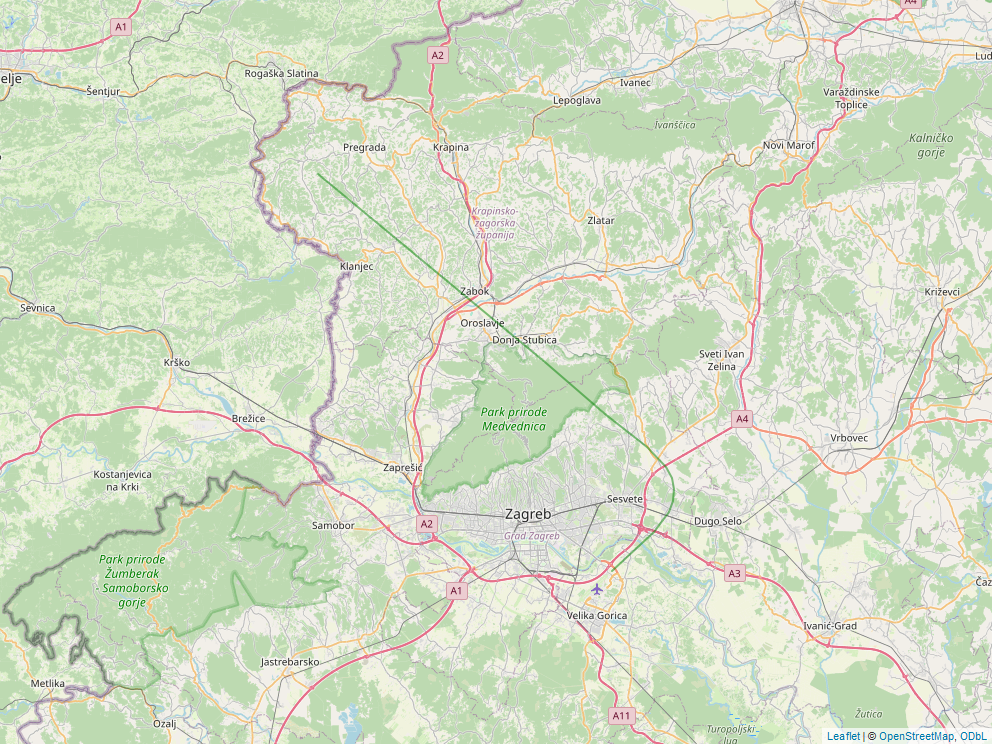 A1
A4
A2
Rogaška Slatina
elje
Šentjur
Ivanec
Lud
Lepoglava
Varaždinske
Toplice
Ivanščica
Kalničko
gorje
Pregrada
Krapina
Novi Marof
Krapinsko-
zagorska
županija
Zlatar
Klanjec
Zabok
Križevci
Sevnica
Oroslavje
Donja Stubica
Sveti Ivan
Zelina
Krško
Park prirode
Medvednica
Brežice
A4
Vrbovec
Zaprešić
Kostanjevica
na Krki
Sesvete
Zagreb
Grad Zagreb
Samobor
A2
Dugo Selo
Park prirode
Žumberak
- Samoborsko
gorje
A3
A1
Čaz
Velika Gorica
Ivanić-Grad
Jastrebarsko
Metlika
A11
Žutica
Ozalj
Turopoljski
lug
Leaflet | © OpenStreetMap, ODbL